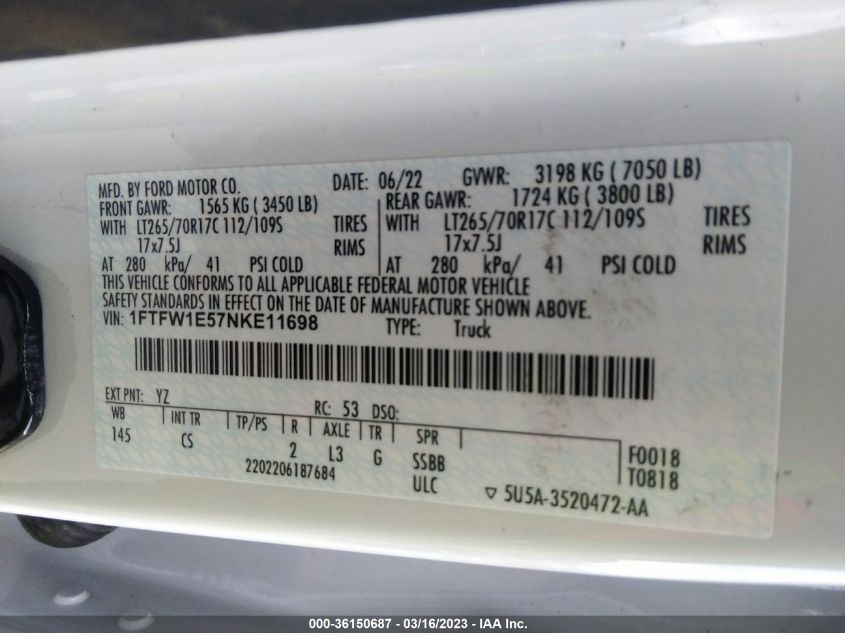 MFD. BY FORD MOTOR CO. DATE: 06/22 GVWR: 3198 KG ( 7050 LB)
FRONT GAWR: 1565 KG ( 3450 LB) REAR GAWR: 1724 KG ( 3800 LB)
WITH LT265/70R17C 112/109S TIRES WITH LT265/70R17C 112/109S TIRES
17x7.5J RIMS 17x7.5J RIMS
AT 280 kPa/ 41 PSI COLD AT 280 kPa/ 41 PSI COLD
THIS VEHICLE CONFORMS TO ALL APPLICABLE FEDERAL MOTOR VEHICLE
SAFETY STANDARDS IN EFFECT ON THE DATE OF MANUFACTURE SHOWN ABOVE.
VIN: 1FTFW1E57NKE11698 TYPE: Truck
EXT PNT: YZ RC: 53 DSO:
WB INT TR TP/PS R AXLE TR SPR
145 CS 2 L3 G SSBB F0018
2202206187684 ULC T0818
▽ 5U5A-3520472-AA
000-36150687 - 03/16/2023 - IAA Inc.